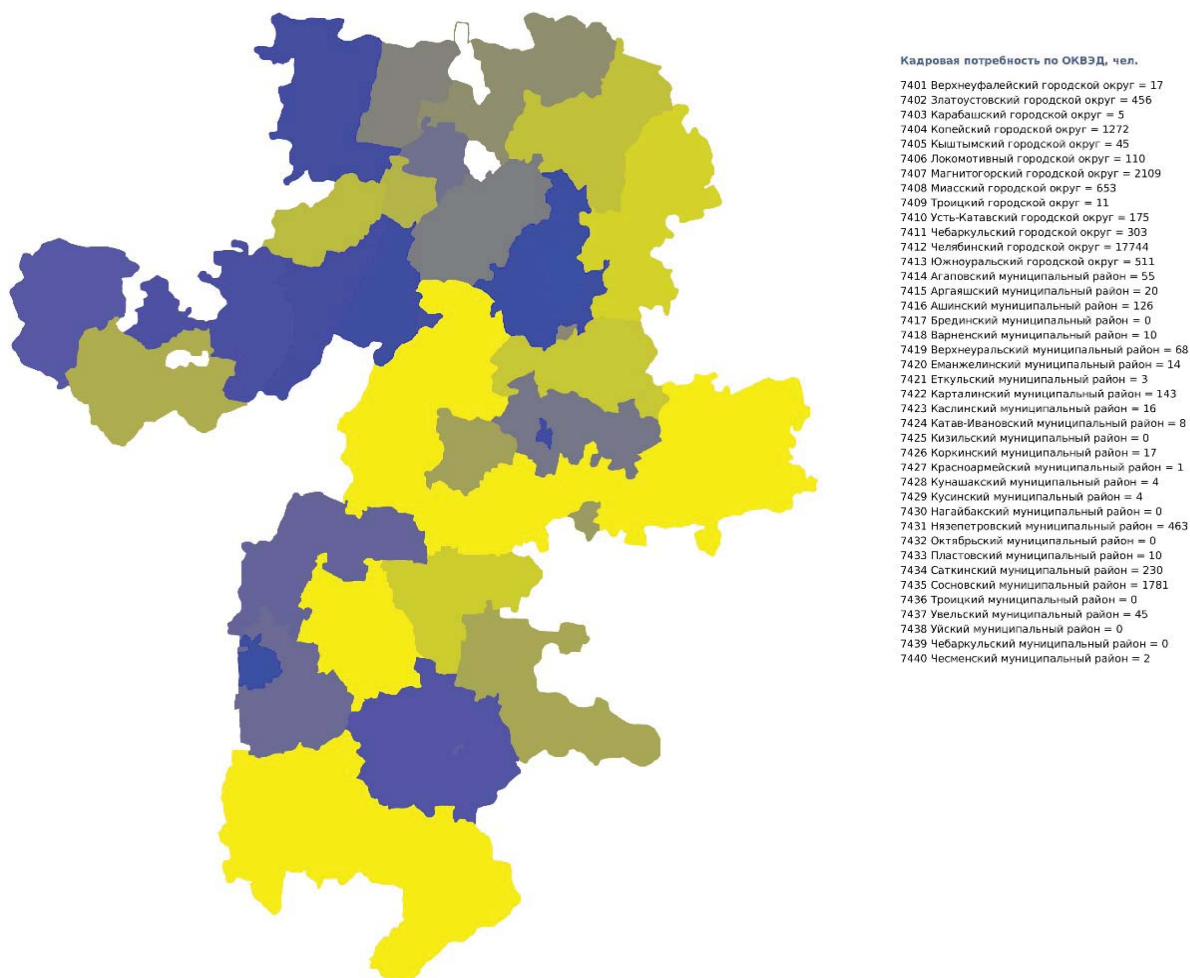 Кадровая потребность по ОКВЭД, чел.
7401 Верхнеуфалейский городской округ = 17
7402 Златоустовский городской округ = 456
7403 Карабашский городской округ = 5
7404 Копейский городской округ = 1272
7405 Кыштымский городской округ = 45
7406 Локомотивный городской округ = 110
7407 Магнитогорский городской округ = 2109
7408 Миасский городской округ = 653
7409 Троицкий городской округ = 11
7410 Усть-Катавский городской округ = 175
7411 Чебаркульский городской округ = 303
7412 Челябинский городской округ = 17744
7413 Южноуральский городской округ = 511
7414 Агаповский муниципальный район = 55
7415 Аргаяшский муниципальный район = 20
7416 Ашинский муниципальный район = 126
7417 Брединский муниципальный район = 0
7418 Варненский муниципальный район = 10
7419 Верхнеуральский муниципальный район = 68
7420 Еманжелинский муниципальный район = 14
7421 Еткульский муниципальный район = 3
7422 Карталинский муниципальный район = 143
7423 Каслинский муниципальный район = 16
7424 Катав-Ивановский муниципальный район = 8
7425 Кизильский муниципальный район = 0
7426 Коркинский муниципальный район = 17
7427 Красноармейский муниципальный район = 1
7428 Кунашакский муниципальный район = 4
7429 Кусинский муниципальный район = 4
7430 Нагайбакский муниципальный район = 0
7431 Нязепетровский муниципальный район = 463
7432 Октябрьский муниципальный район = 0
7433 Пластовский муниципальный район = 10
7434 Саткинский муниципальный район = 230
7435 Сосновский муниципальный район = 1781
7436 Троицкий муниципальный район = 0
7437 Увельский муниципальный район = 45
7438 Уйский муниципальный район = 0
7439 Чебаркульский муниципальный район = 0
7440 Чесменский муниципальный район = 2